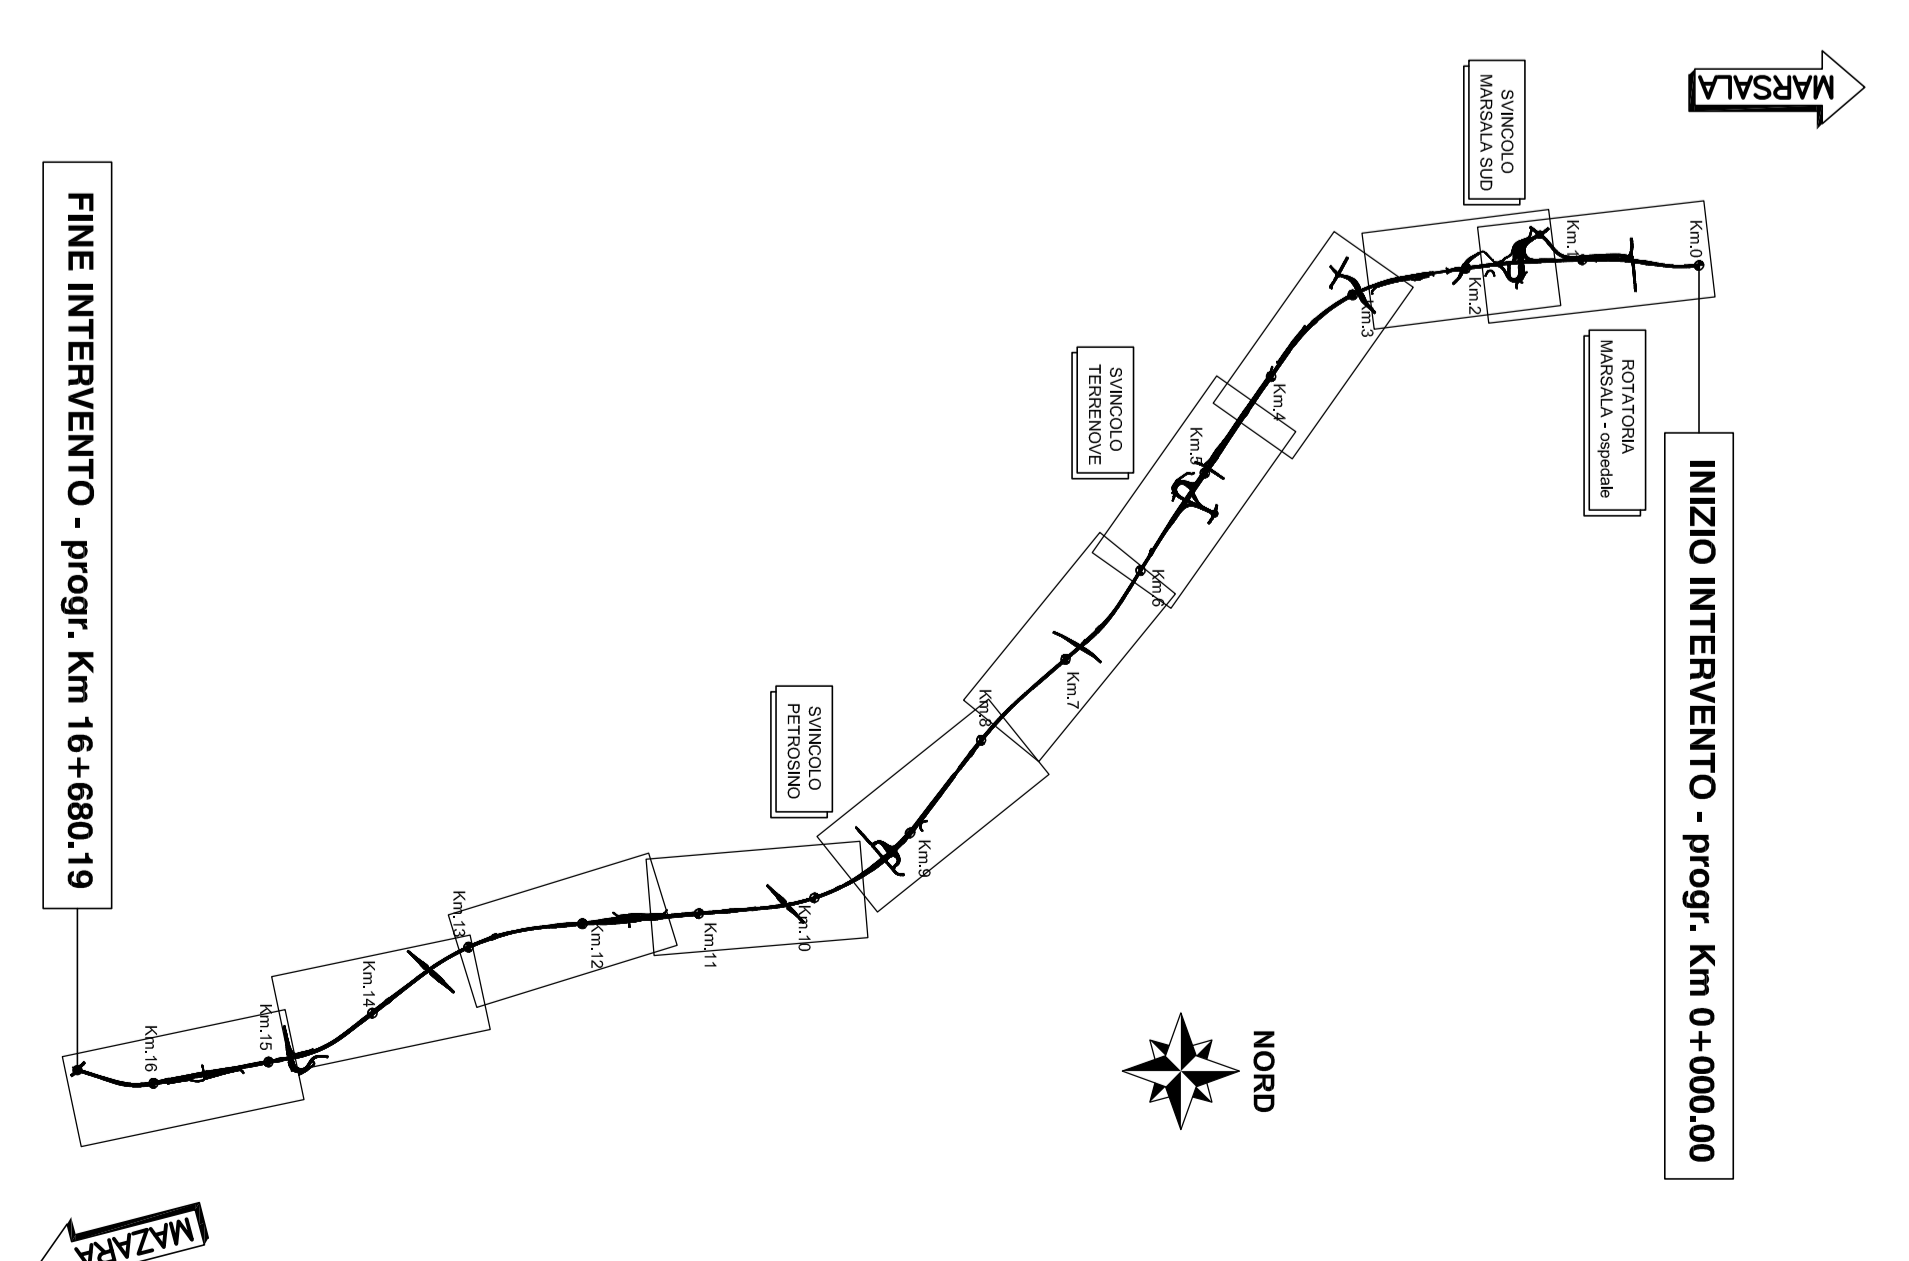 MARSALA
SVINCOLO
MARSALA SUD
ROTATORIA
MARSALA - ospedale
INIZIO INTERVENTO - progr. Km 0+000.00
Km.0
Km.1
Km.2
Km.3
Km.4
Km.5
SVINCOLO
TERRENOVE
Km.6
Km.7
Km.8
SVINCOLO
PETROSINO
Km.9
Km.10
Km.11
Km.12
Km.13
Km.14
Km.15
Km.16
NORD
FINE INTERVENTO - progr. Km 16+680.19
MAZARA